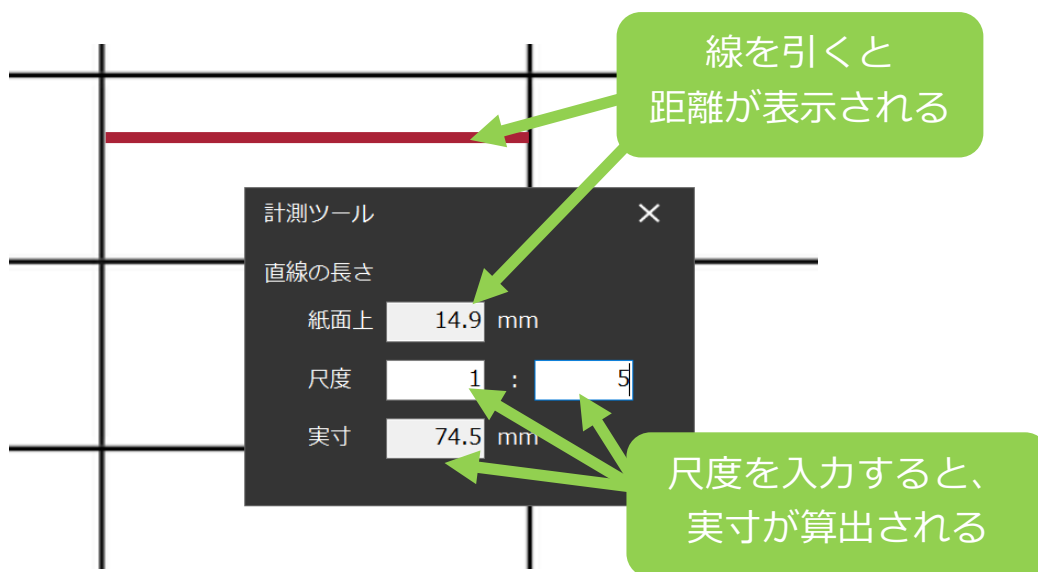 線を引くと
距離が表示される
計測ツール
直線の長さ
紙面上 14.9 mm
尺度 1 : 5
実寸 74.5 mm
尺度を入力すると、
実寸が算出される